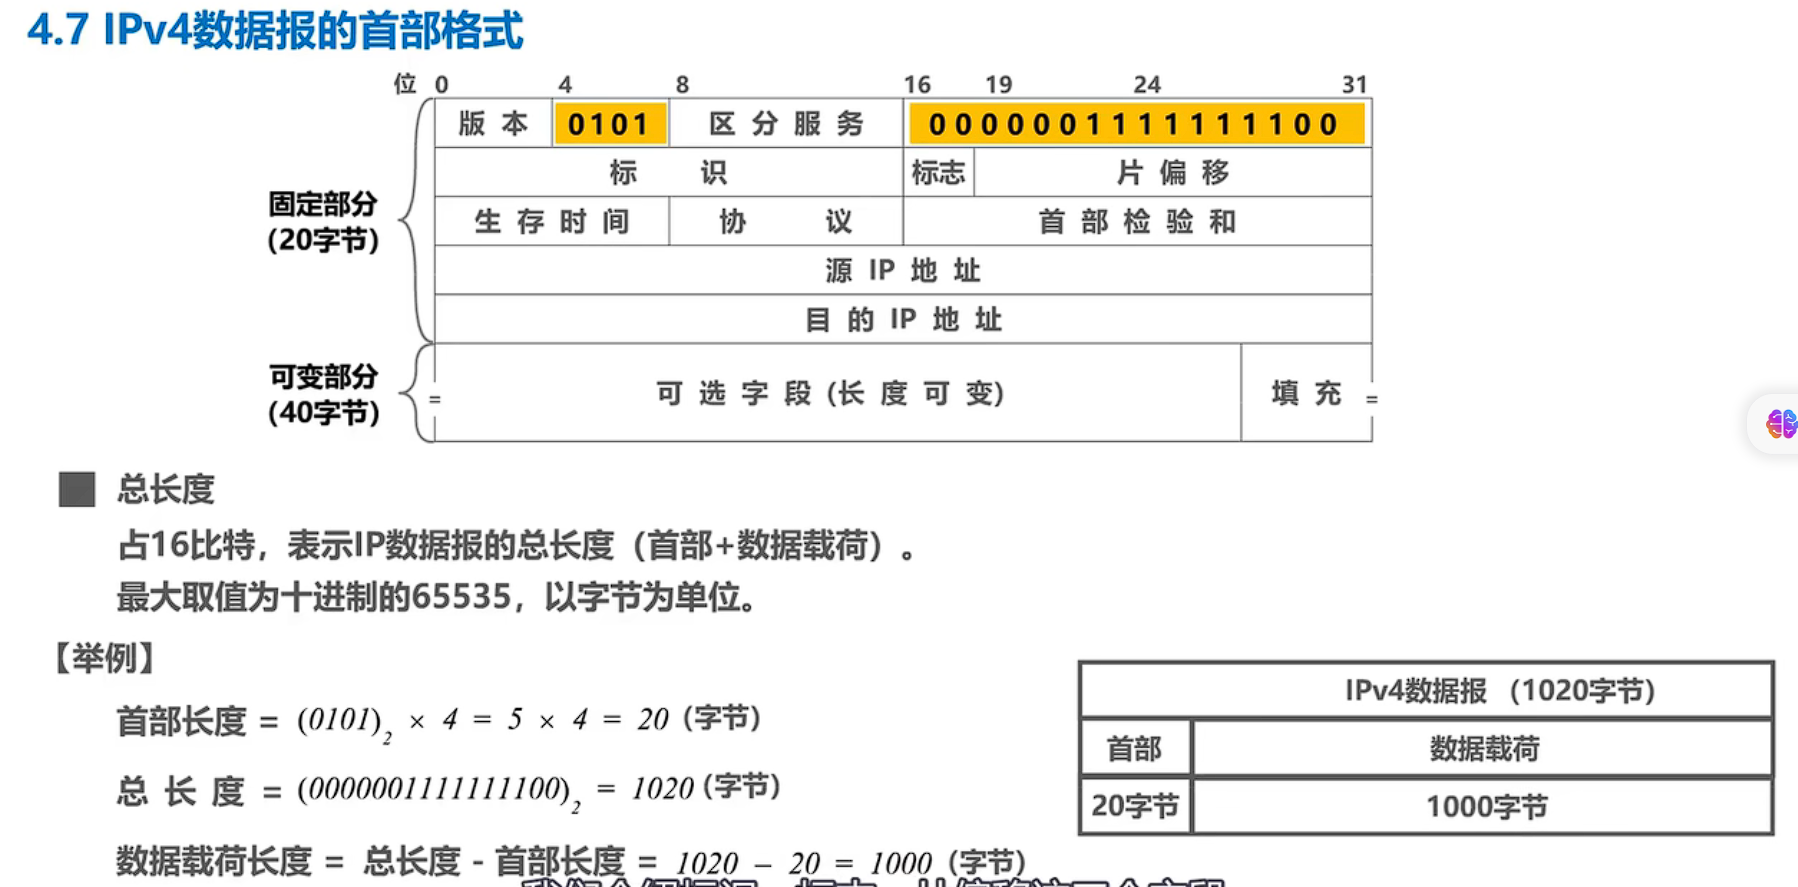 4.7 IPv4数据报的首部格式
位 0 4 8 16 19 24 31
版 本 0101 区 分 服 务 0000001111111100
标 识 标志 片 偏 移
固定部分
(20字节)
生 存 时 间 协 议 首 部 检 验 和
源 IP 地 址
目 的 IP 地 址
可变部分
(40字节)
= 可 选 字 段 (长 度 可 变) 填 充 =
总长度
占16比特，表示IP数据报的总长度（首部+数据载荷）。
最大取值为十进制的65535，以字节为单位。
【举例】
首部长度 = (0101)₂ × 4 = 5 × 4 = 20 (字节)
总 长 度 = (0000001111111100)₂ = 1020 (字节)
数据载荷长度 = 总长度 - 首部长度 = 1020 – 20 = 1000 (字节)
IPv4数据报 （1020字节）
首部 数据载荷
20字节 1000字节